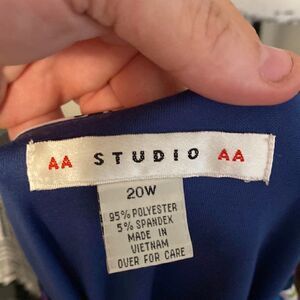 AA STUDIO AA
20W
95% POLYESTER
5% SPANDEX
MADE IN
VIETNAM
OVER FOR CARE